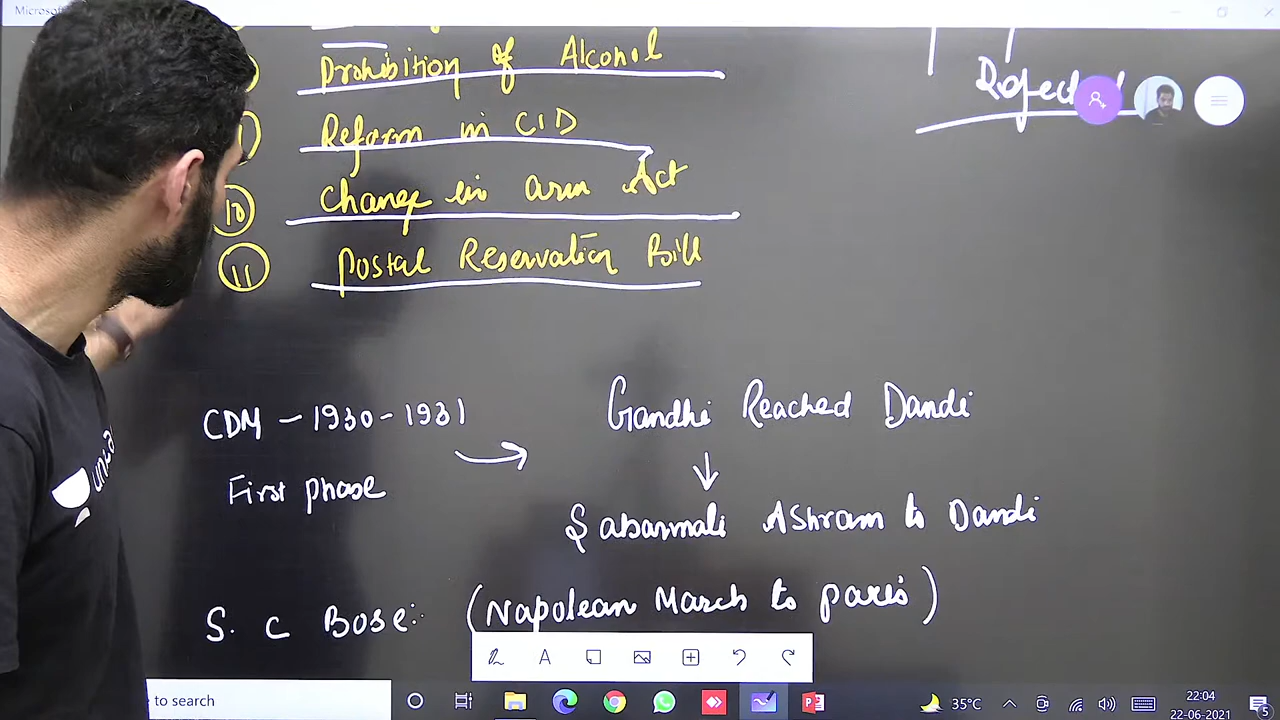 Microso
Prohibition of Alcohol
Reform in CID
10 Change in arm Act
11 Postal Reservation Bill
CDM - 1930-1931
First phase
Gandhi Reached Dandi
Sabarmati Ashram to Dandi
S. C Bose:- (Napolean March to paris)
e to search
35°C
22:04
22-06-2021
5